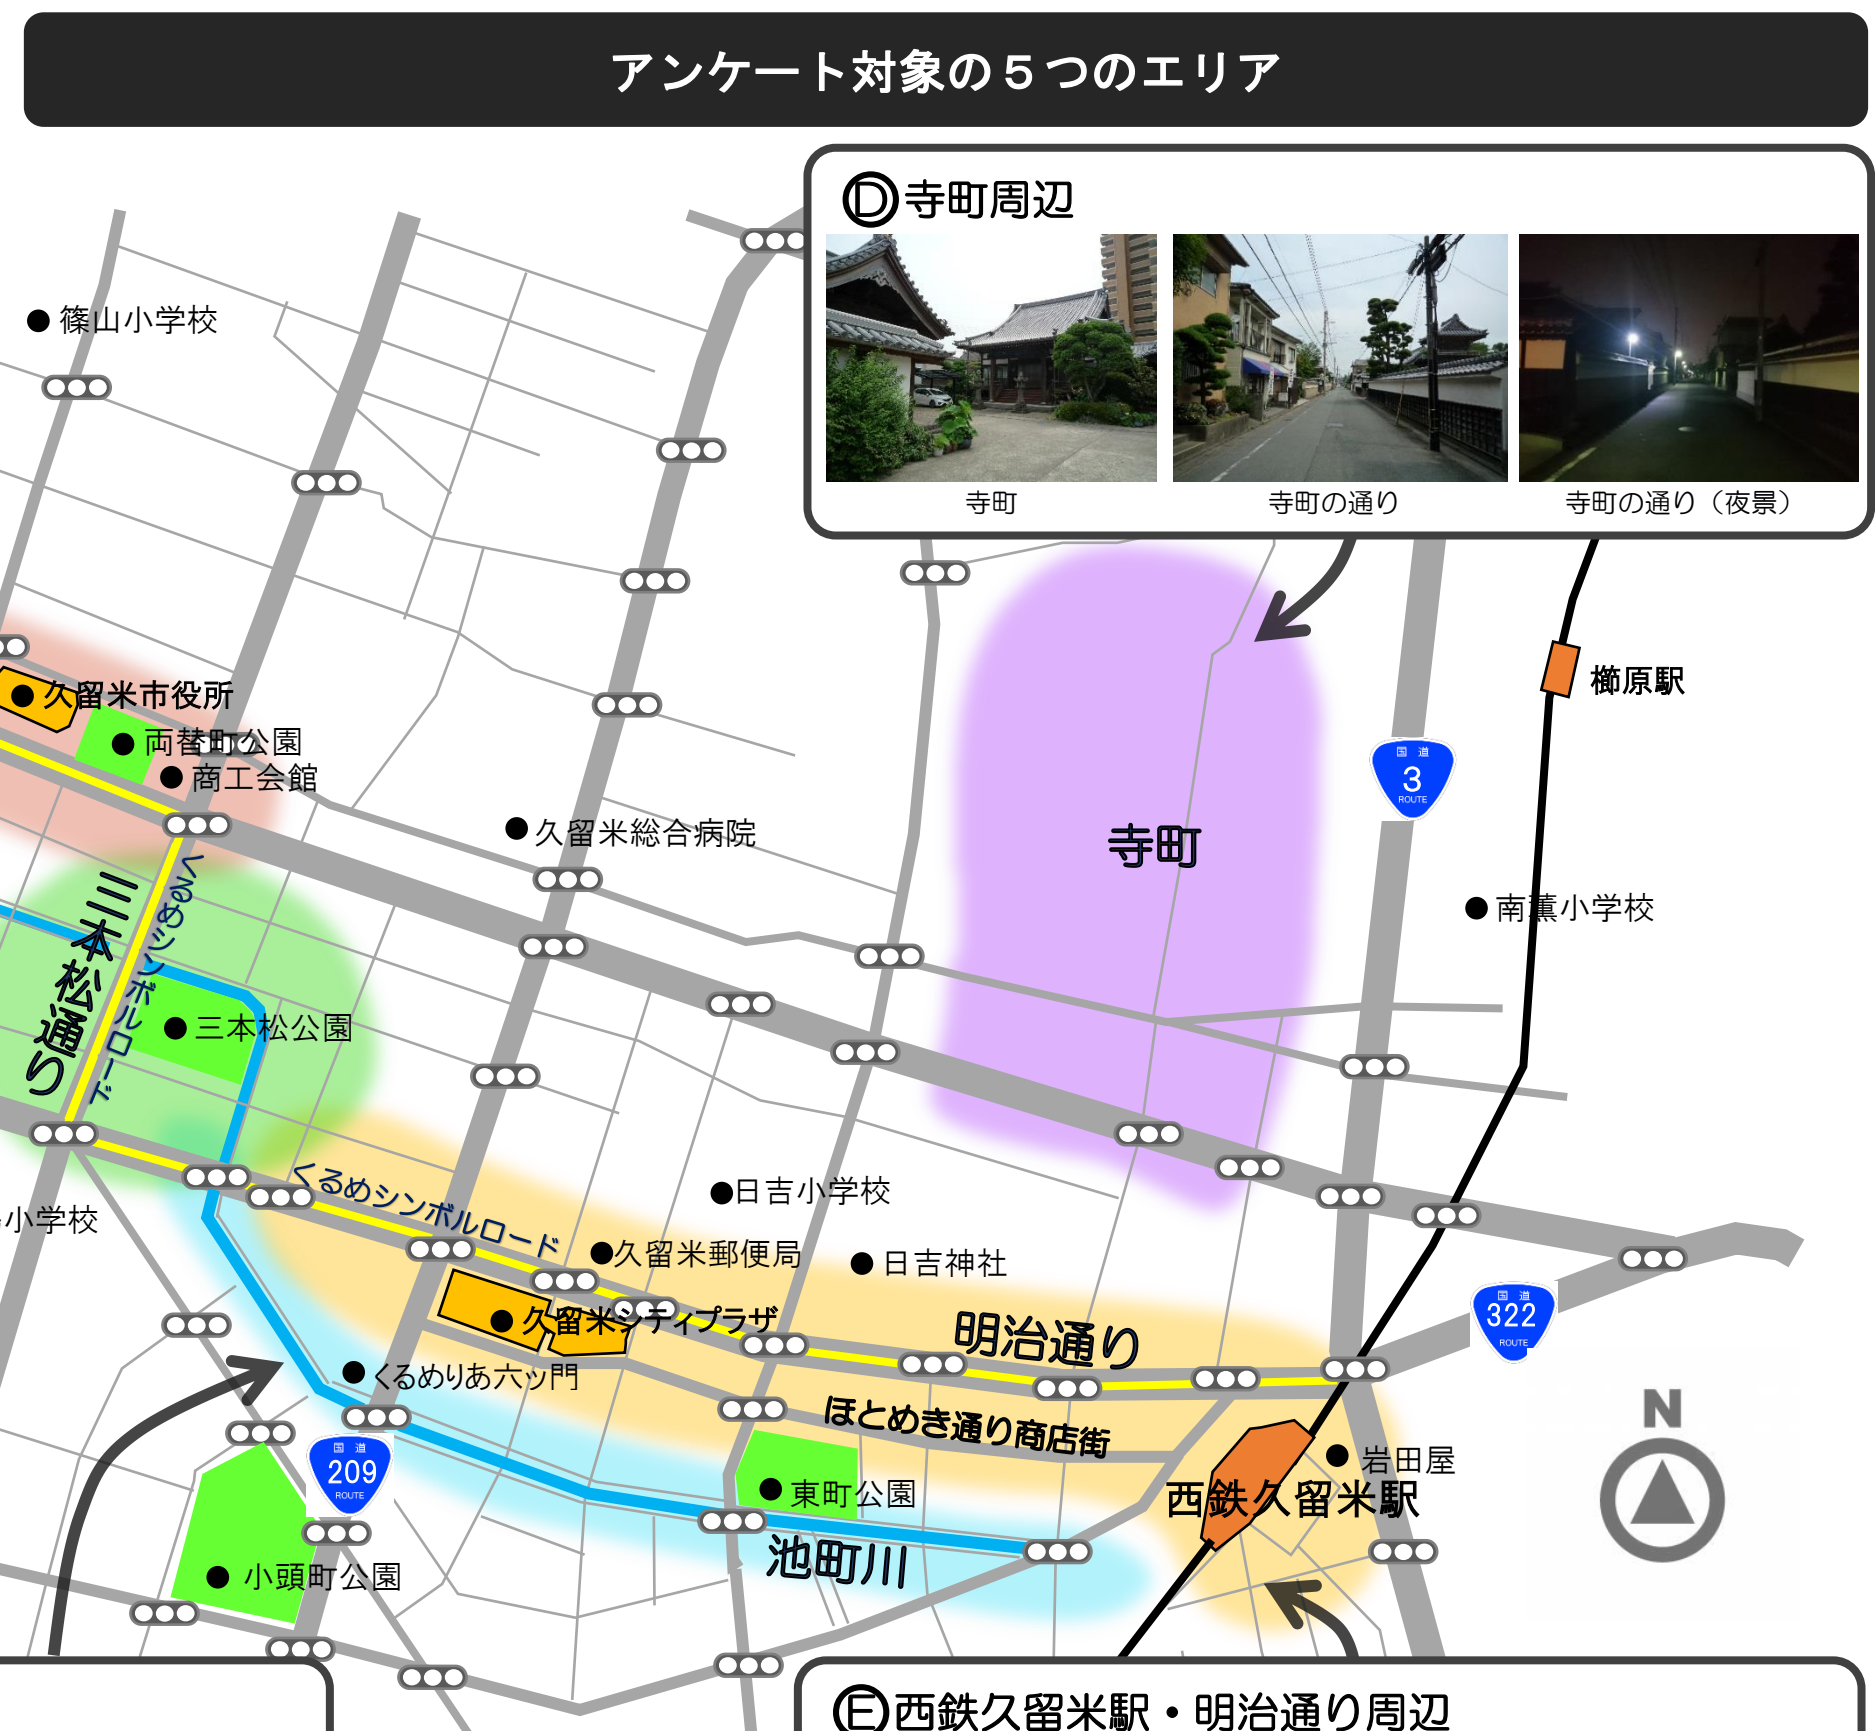 アンケート対象の５つのエリア
Ⓓ寺町周辺
寺町
寺町の通り
寺町の通り（夜景）
篠山小学校
久留米市役所
両替町公園
商工会館
櫛原駅
国道
3
ROUTE
久留米総合病院
寺町
南薫小学校
くるめシンボルロード
三本松通り
三本松公園
小学校
日吉小学校
くるめシンボルロード
久留米郵便局
日吉神社
久留米シティプラザ
明治通り
国道
322
ROUTE
くるめりあ六ッ門
ほとめき通り商店街
N
国道
209
ROUTE
東町公園
岩田屋
西鉄久留米駅
池町川
小頭町公園
Ⓔ西鉄久留米駅・明治通り周辺